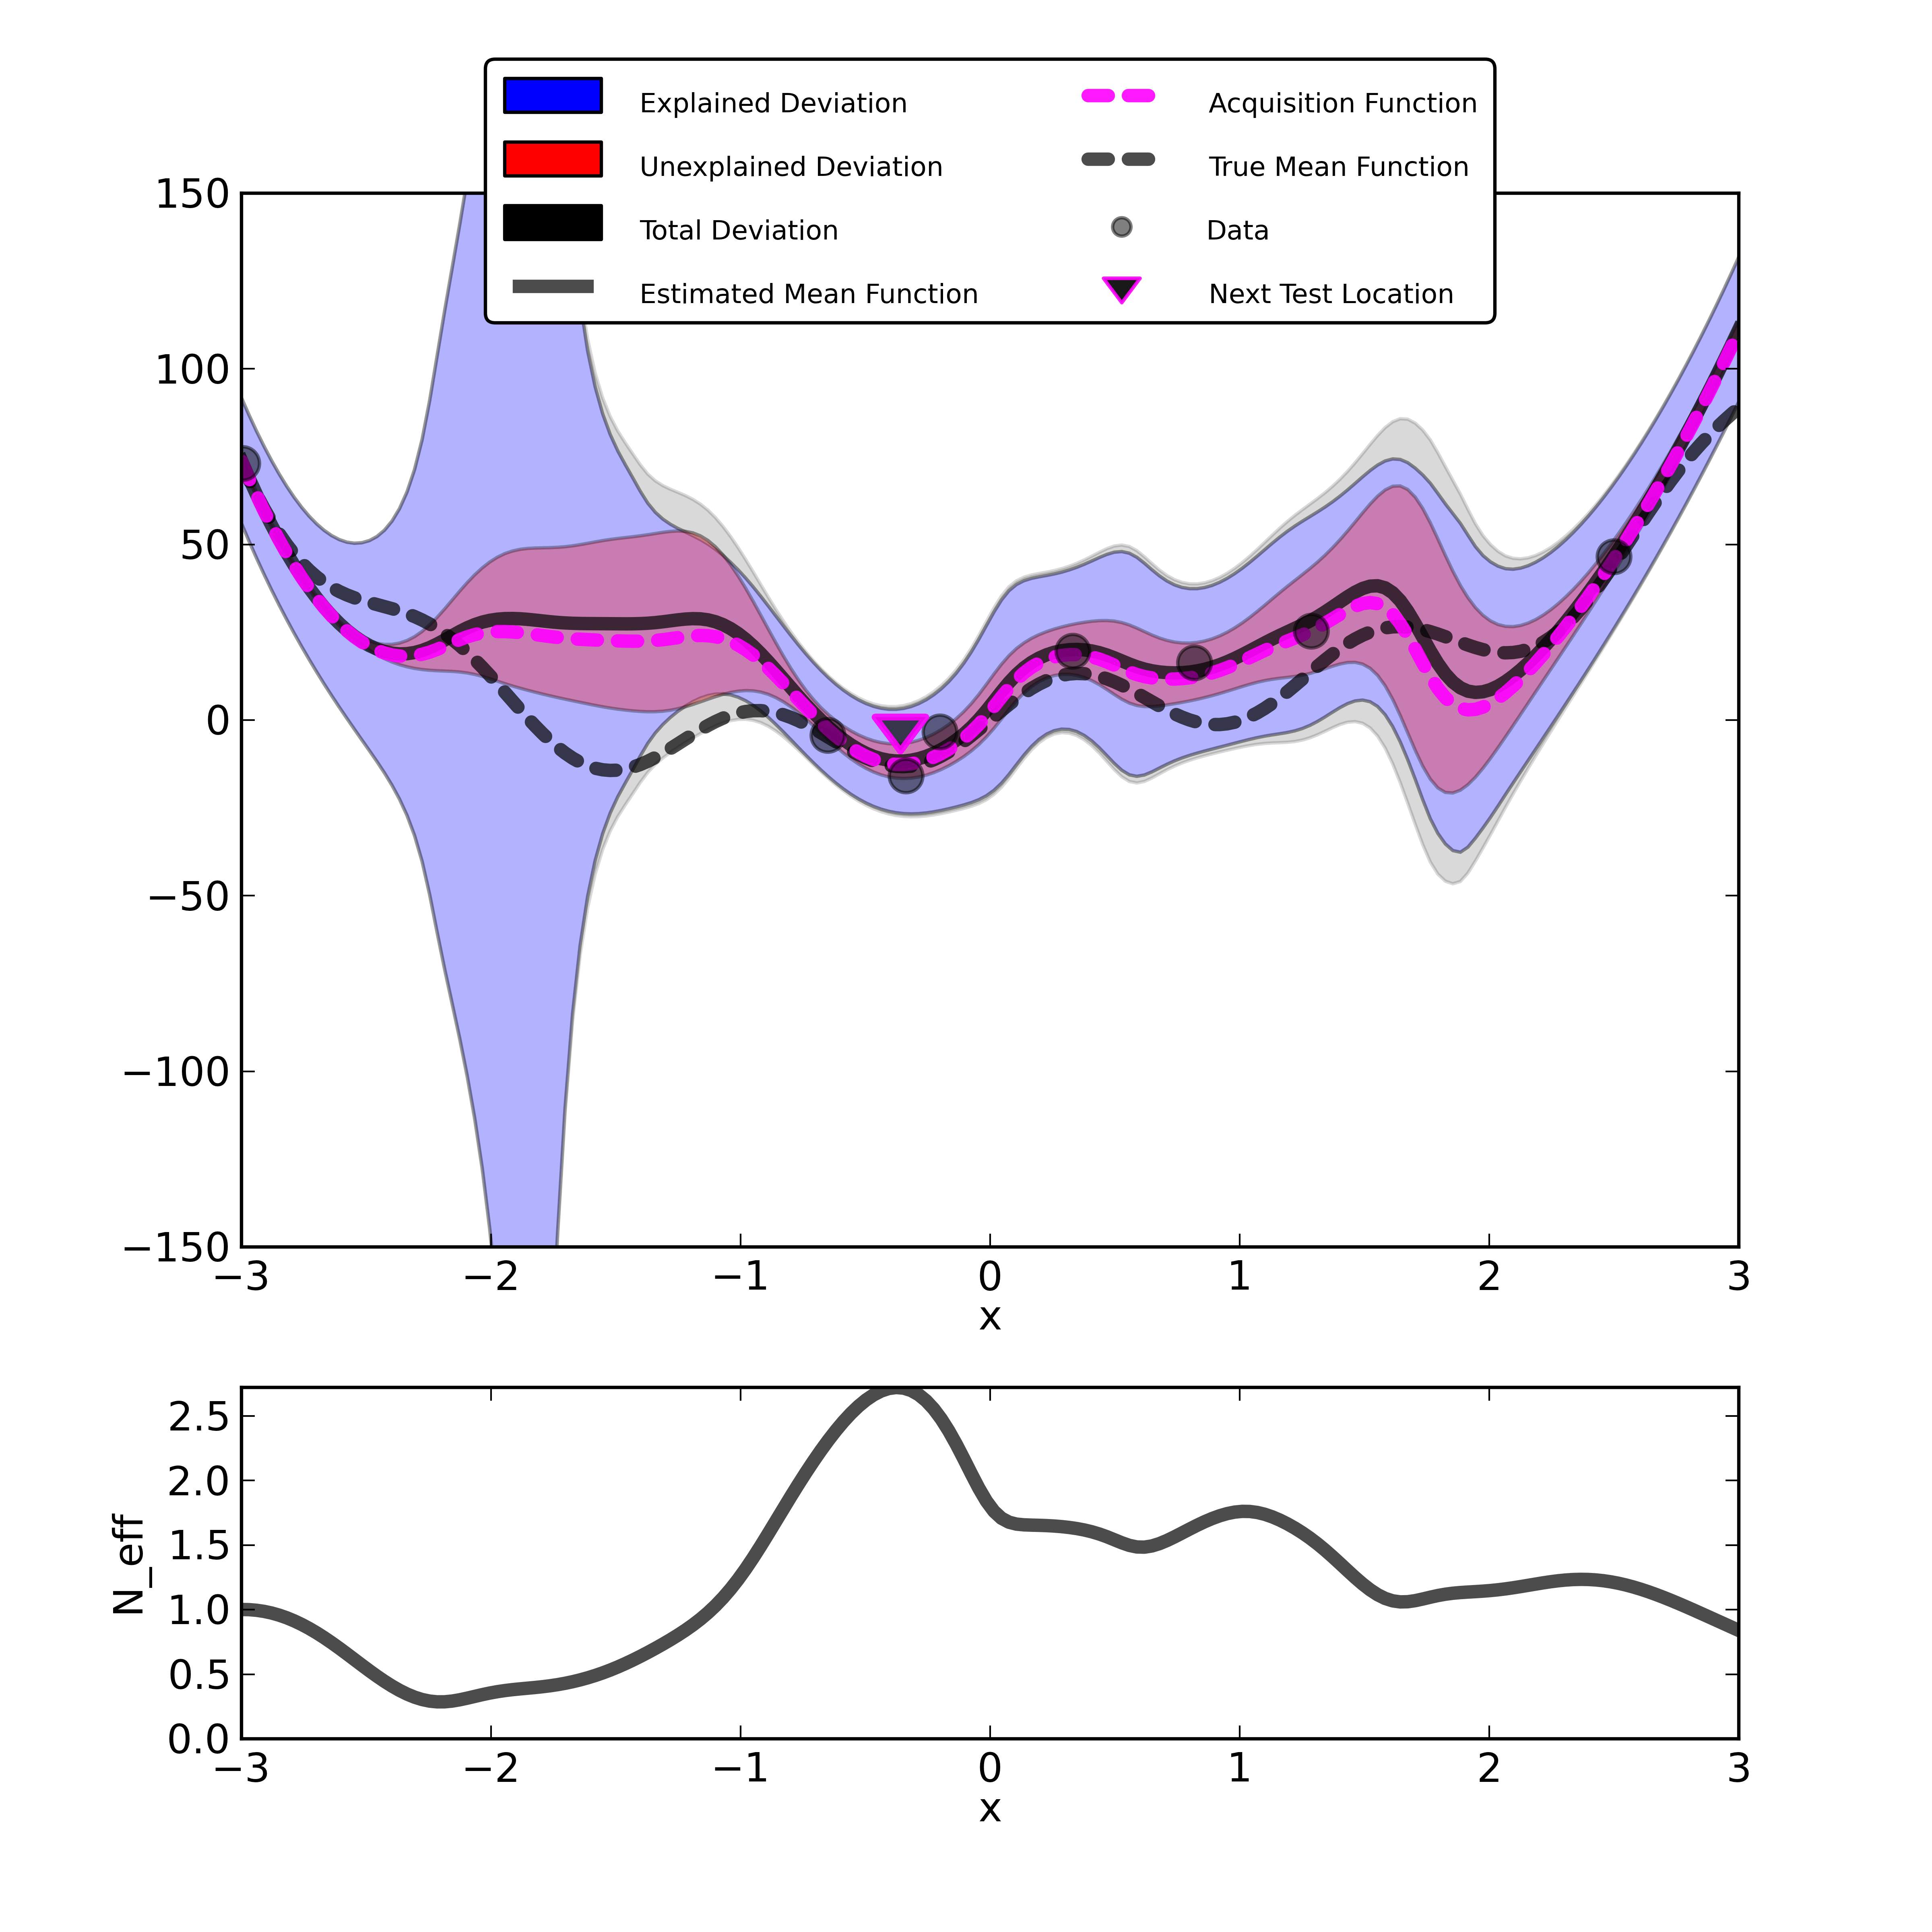 Explained Deviation
Unexplained Deviation
Total Deviation
Estimated Mean Function
Acquisition Function
True Mean Function
Data
Next Test Location
150
100
50
0
−50
−100
−150
−3 −2 −1 0 1 2 3
x
N_eff
2.5
2.0
1.5
1.0
0.5
0.0
−3 −2 −1 0 1 2 3
x